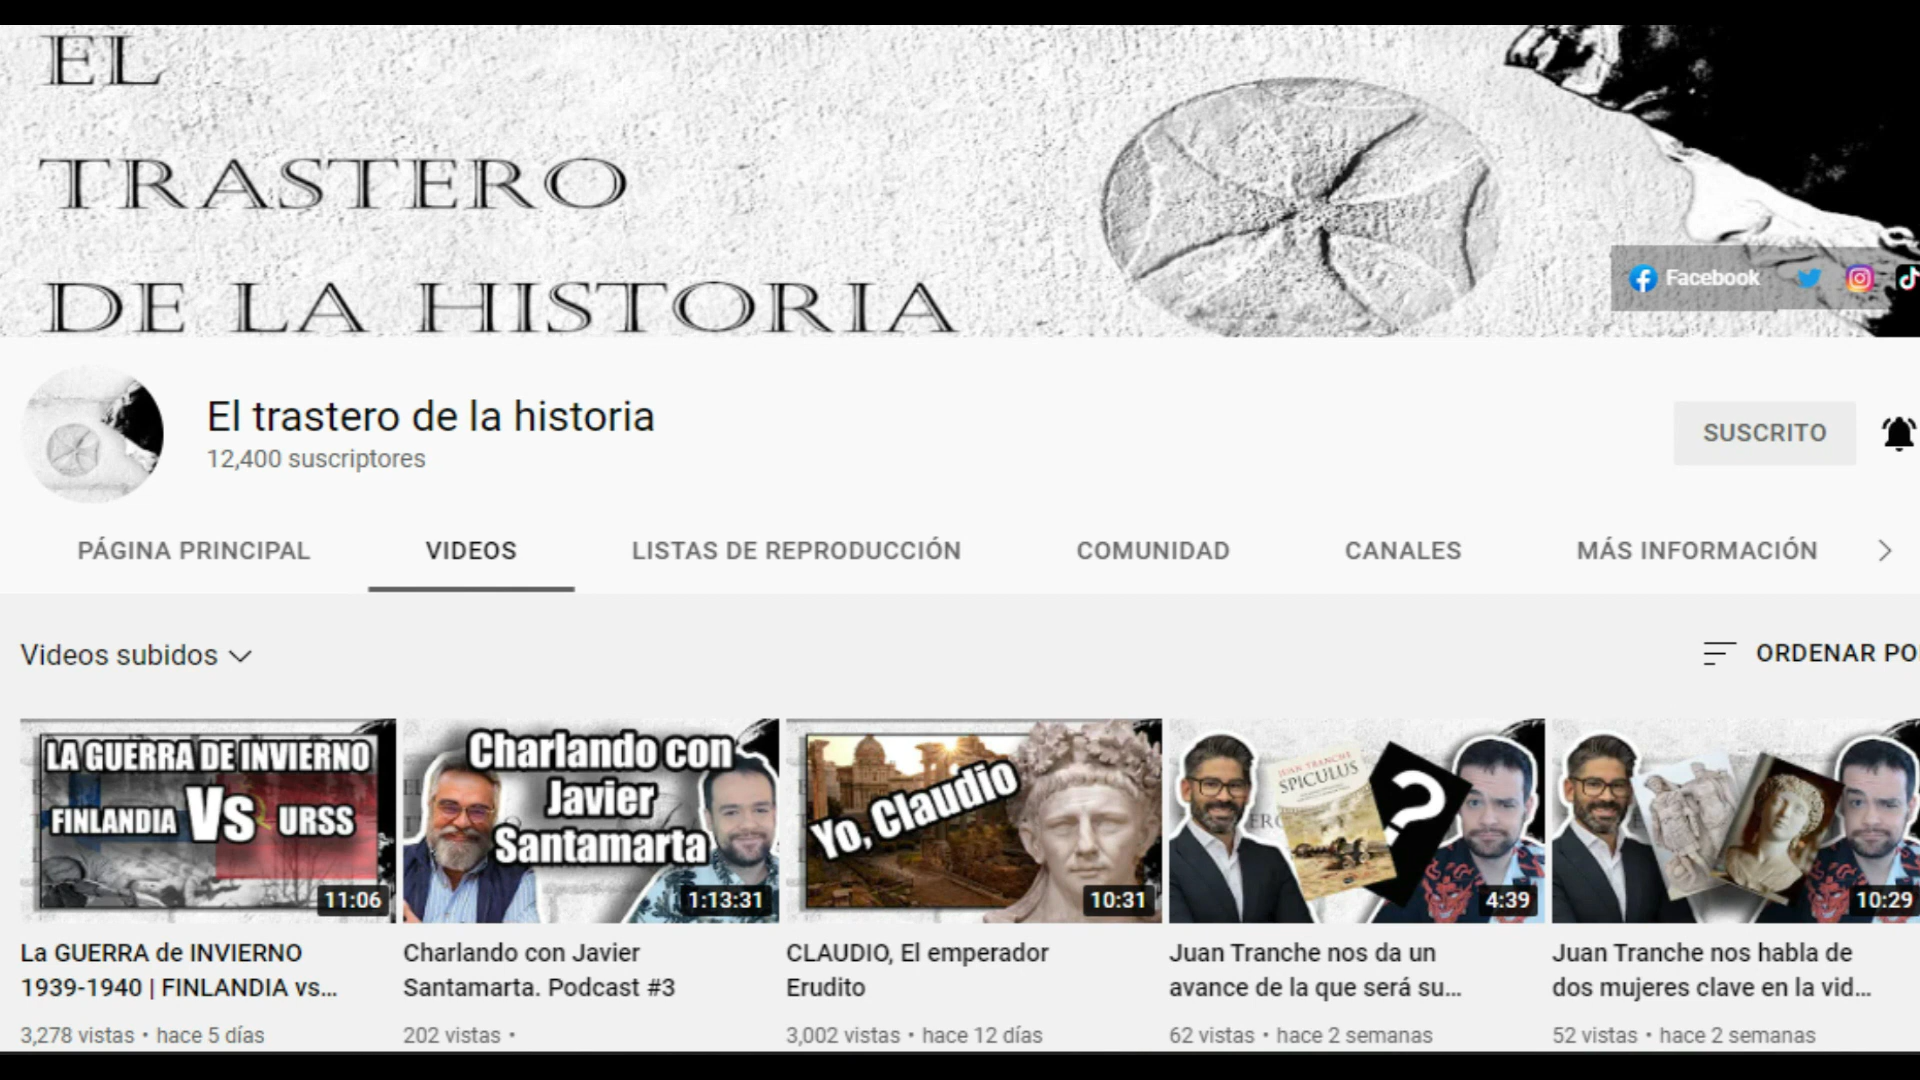 EL
TRASTERO
DE LA HISTORIA
Facebook
El trastero de la historia
12,400 suscriptores
SUSCRITO
PÁGINA PRINCIPAL
VIDEOS
LISTAS DE REPRODUCCIÓN
COMUNIDAD
CANALES
MÁS INFORMACIÓN
Videos subidos
ORDENAR PO
LA GUERRA DE INVIERNO
FINLANDIA Vs URSS
11:06
La GUERRA de INVIERNO
1939-1940 | FINLANDIA vs...
3,278 vistas • hace 5 días
Charlando con
Javier
Santamarta
1:13:31
Charlando con Javier
Santamarta. Podcast #3
202 vistas •
Yo, Claudio
10:31
CLAUDIO, El emperador
Erudito
3,002 vistas • hace 12 días
JUAN TRANCHE
SPICULUS
?
4:39
Juan Tranche nos da un
avance de la que será su...
62 vistas • hace 2 semanas
10:29
Juan Tranche nos habla de
dos mujeres clave en la vid...
52 vistas • hace 2 semanas